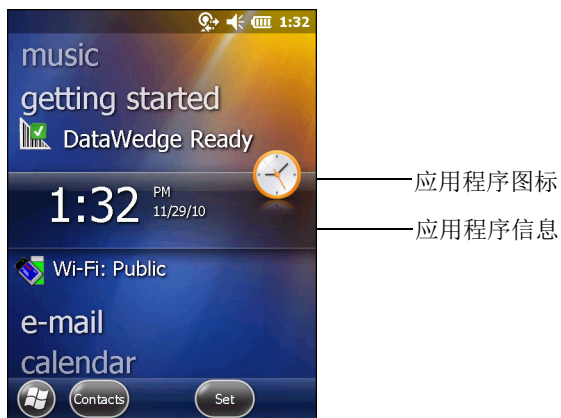 1:32
music
getting started
DataWedge Ready
应用程序图标
1:32 PM
11/29/10
应用程序信息
Wi-Fi: Public
e-mail
calendar
Contacts
Set